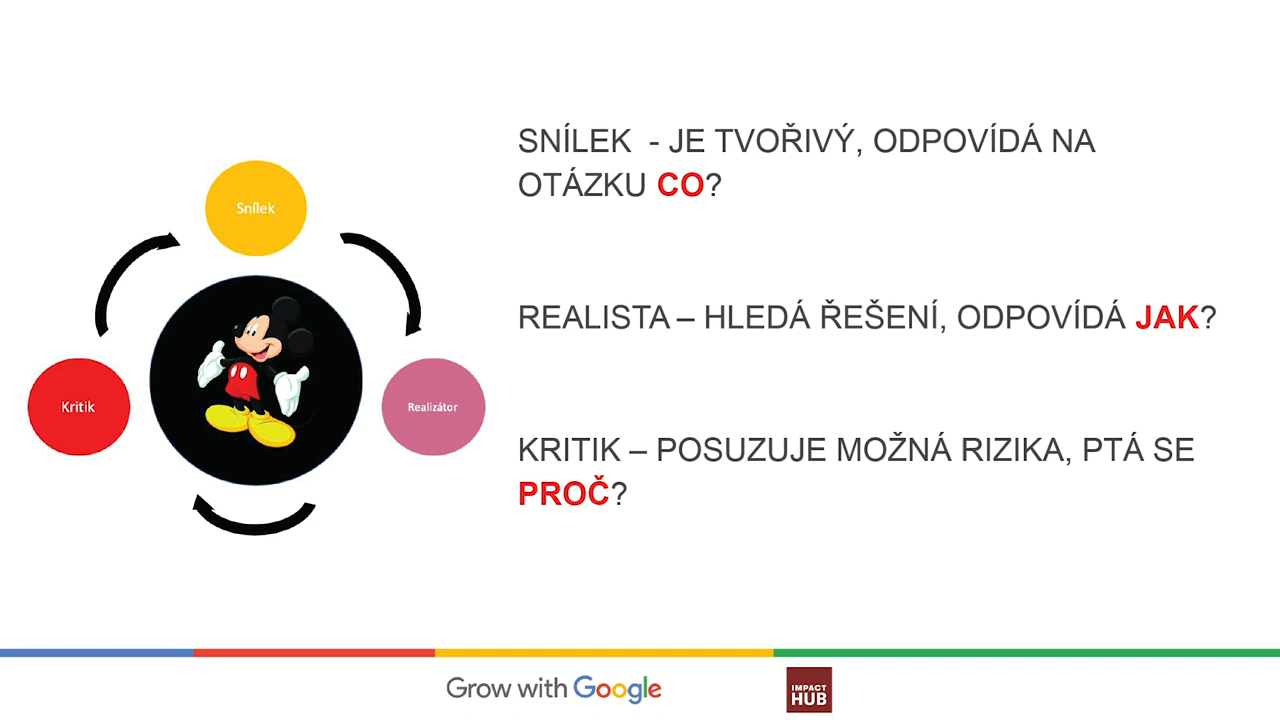 SNÍLEK - JE TVOŘIVÝ, ODPOVÍDÁ NA
OTÁZKU CO?
REALISTA – HLEDÁ ŘEŠENÍ, ODPOVÍDÁ JAK?
KRITIK – POSUZUJE MOŽNÁ RIZIKA, PTÁ SE
PROČ?
Snílek
Kritik
Realizátor
Grow with Google
IMPACT
HUB